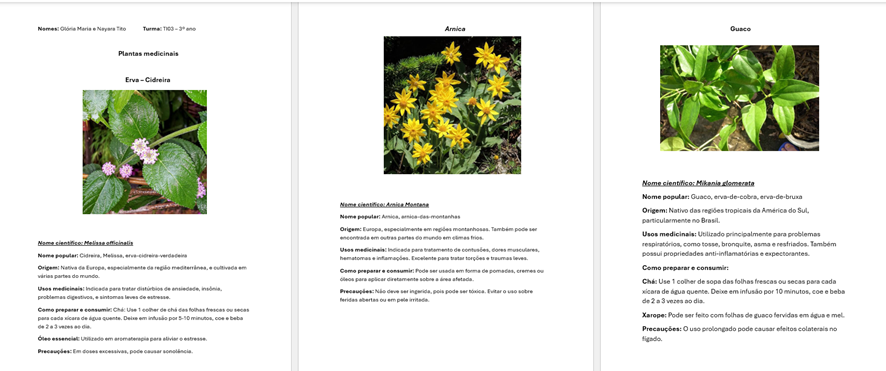 Nomes: Glória Maria e Nayara Tito Turma: TI03 – 3º ano
Plantas medicinais
Erva – Cidreira
Nome científico: Melissa officinalis
Nome popular: Cidreira, Melissa, erva-cidreira-verdadeira
Origem: Nativa da Europa, especialmente da região mediterrânea, e cultivada em
várias partes do mundo.
Usos medicinais: Indicada para tratar distúrbios de ansiedade, insônia,
problemas digestivos, e sintomas leves de estresse.
Como preparar e consumir: Chá: Use 1 colher de chá das folhas frescas ou secas
para cada xícara de água quente. Deixe em infusão por 5-10 minutos, coe e beba
de 2 a 3 vezes ao dia.
Óleo essencial: Utilizado em aromaterapia para aliviar o estresse.
Precauções: Em doses excessivas, pode causar sonolência.
Arnica
Nome científico: Arnica Montana
Nome popular: Arnica, arnica-das-montanhas
Origem: Europa, especialmente em regiões montanhosas. Também pode ser
encontrada em outras partes do mundo em climas frios.
Usos medicinais: Indicada para tratamento de contusões, dores musculares,
hematomas e inflamações. Excelente para tratar torções e traumas leves.
Como preparar e consumir: Pode ser usada em forma de pomadas, cremes ou
óleos para aplicar diretamente sobre a área afetada.
Precauções: Não deve ser ingerida, pois pode ser tóxica. Evitar o uso sobre
feridas abertas ou em pele irritada.
Guaco
Nome científico: Mikania glomerata
Nome popular: Guaco, erva-de-cobra, erva-de-bruxa
Origem: Nativo das regiões tropicais da América do Sul,
particularmente no Brasil.
Usos medicinais: Utilizado principalmente para problemas
respiratórios, como tosse, bronquite, asma e resfriados. Também
possui propriedades anti-inflamatórias e expectorantes.
Como preparar e consumir:
Chá: Use 1 colher de sopa das folhas frescas ou secas para cada
xícara de água quente. Deixe em infusão por 10 minutos, coe e beba
de 2 a 3 vezes ao dia.
Xarope: Pode ser feito com folhas de guaco fervidas em água e mel.
Precauções: O uso prolongado pode causar efeitos colaterais no
fígado.